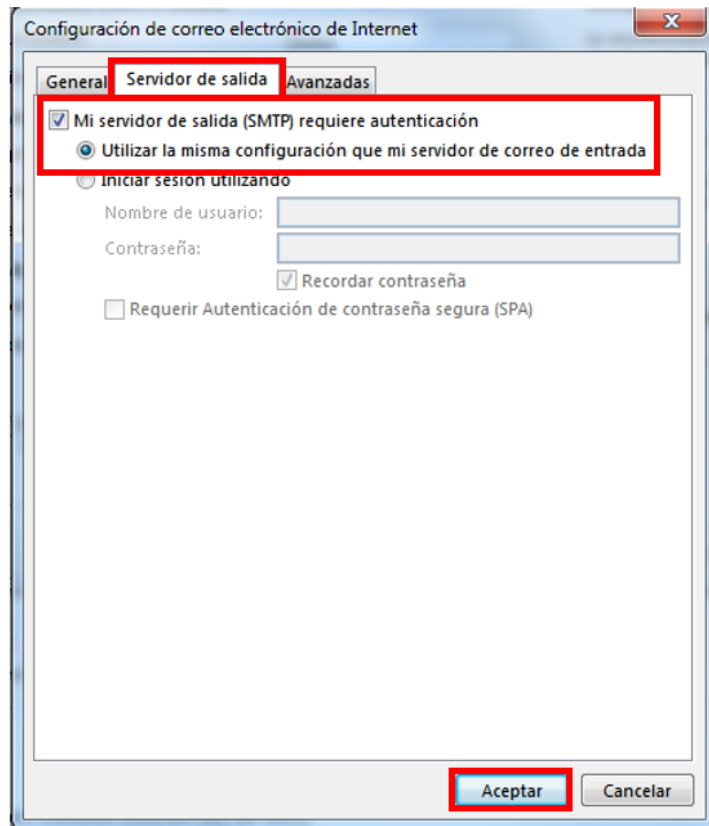 Configuración de correo electrónico de Internet
General Servidor de salida Avanzadas
Mi servidor de salida (SMTP) requiere autenticación
Utilizar la misma configuración que mi servidor de correo de entrada
Iniciar sesión utilizando
Nombre de usuario:
Contraseña:
Recordar contraseña
Requerir Autenticación de contraseña segura (SPA)
Aceptar Cancelar